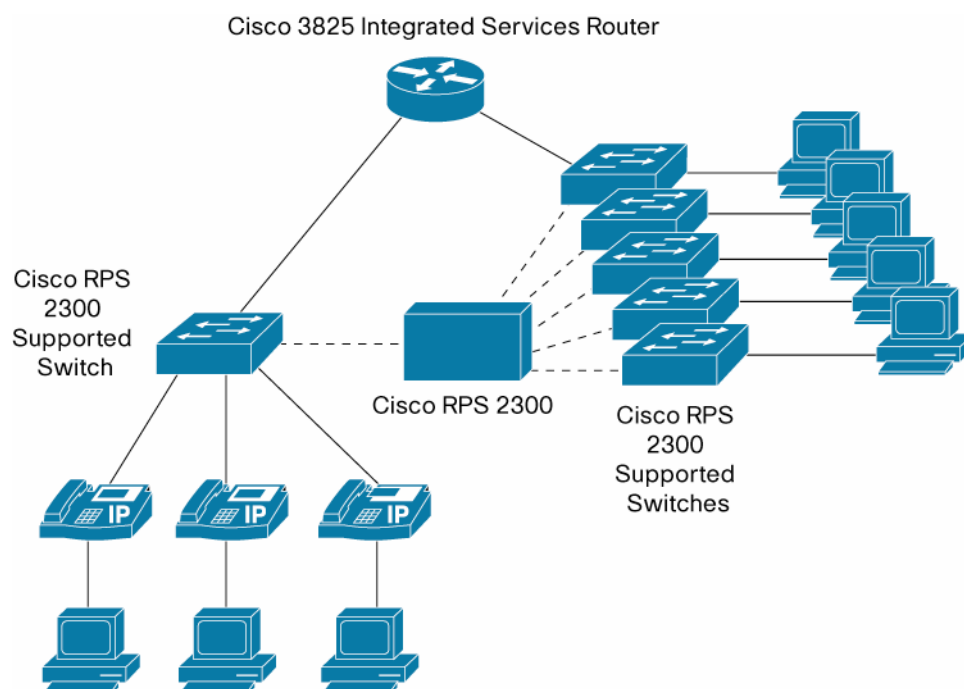 Cisco 3825 Integrated Services Router
Cisco RPS
2300
Supported
Switch
Cisco RPS 2300
Cisco RPS
2300
Supported
Switches
IP
IP
IP